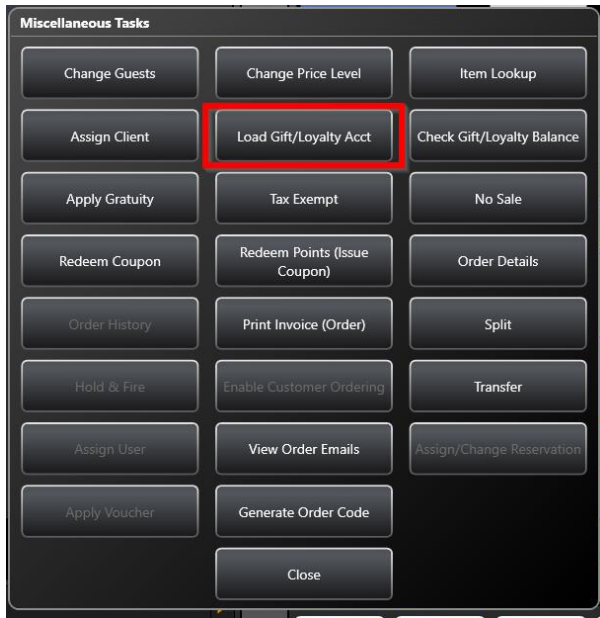 Miscellaneous Tasks
Change Guests
Change Price Level
Item Lookup
Assign Client
Load Gift/Loyalty Acct
Check Gift/Loyalty Balance
Apply Gratuity
Tax Exempt
No Sale
Redeem Coupon
Redeem Points (Issue
Coupon)
Order Details
Order History
Print Invoice (Order)
Split
Hold & Fire
Enable Customer Ordering
Transfer
Assign User
View Order Emails
Assign/Change Reservation
Apply Voucher
Generate Order Code
Close